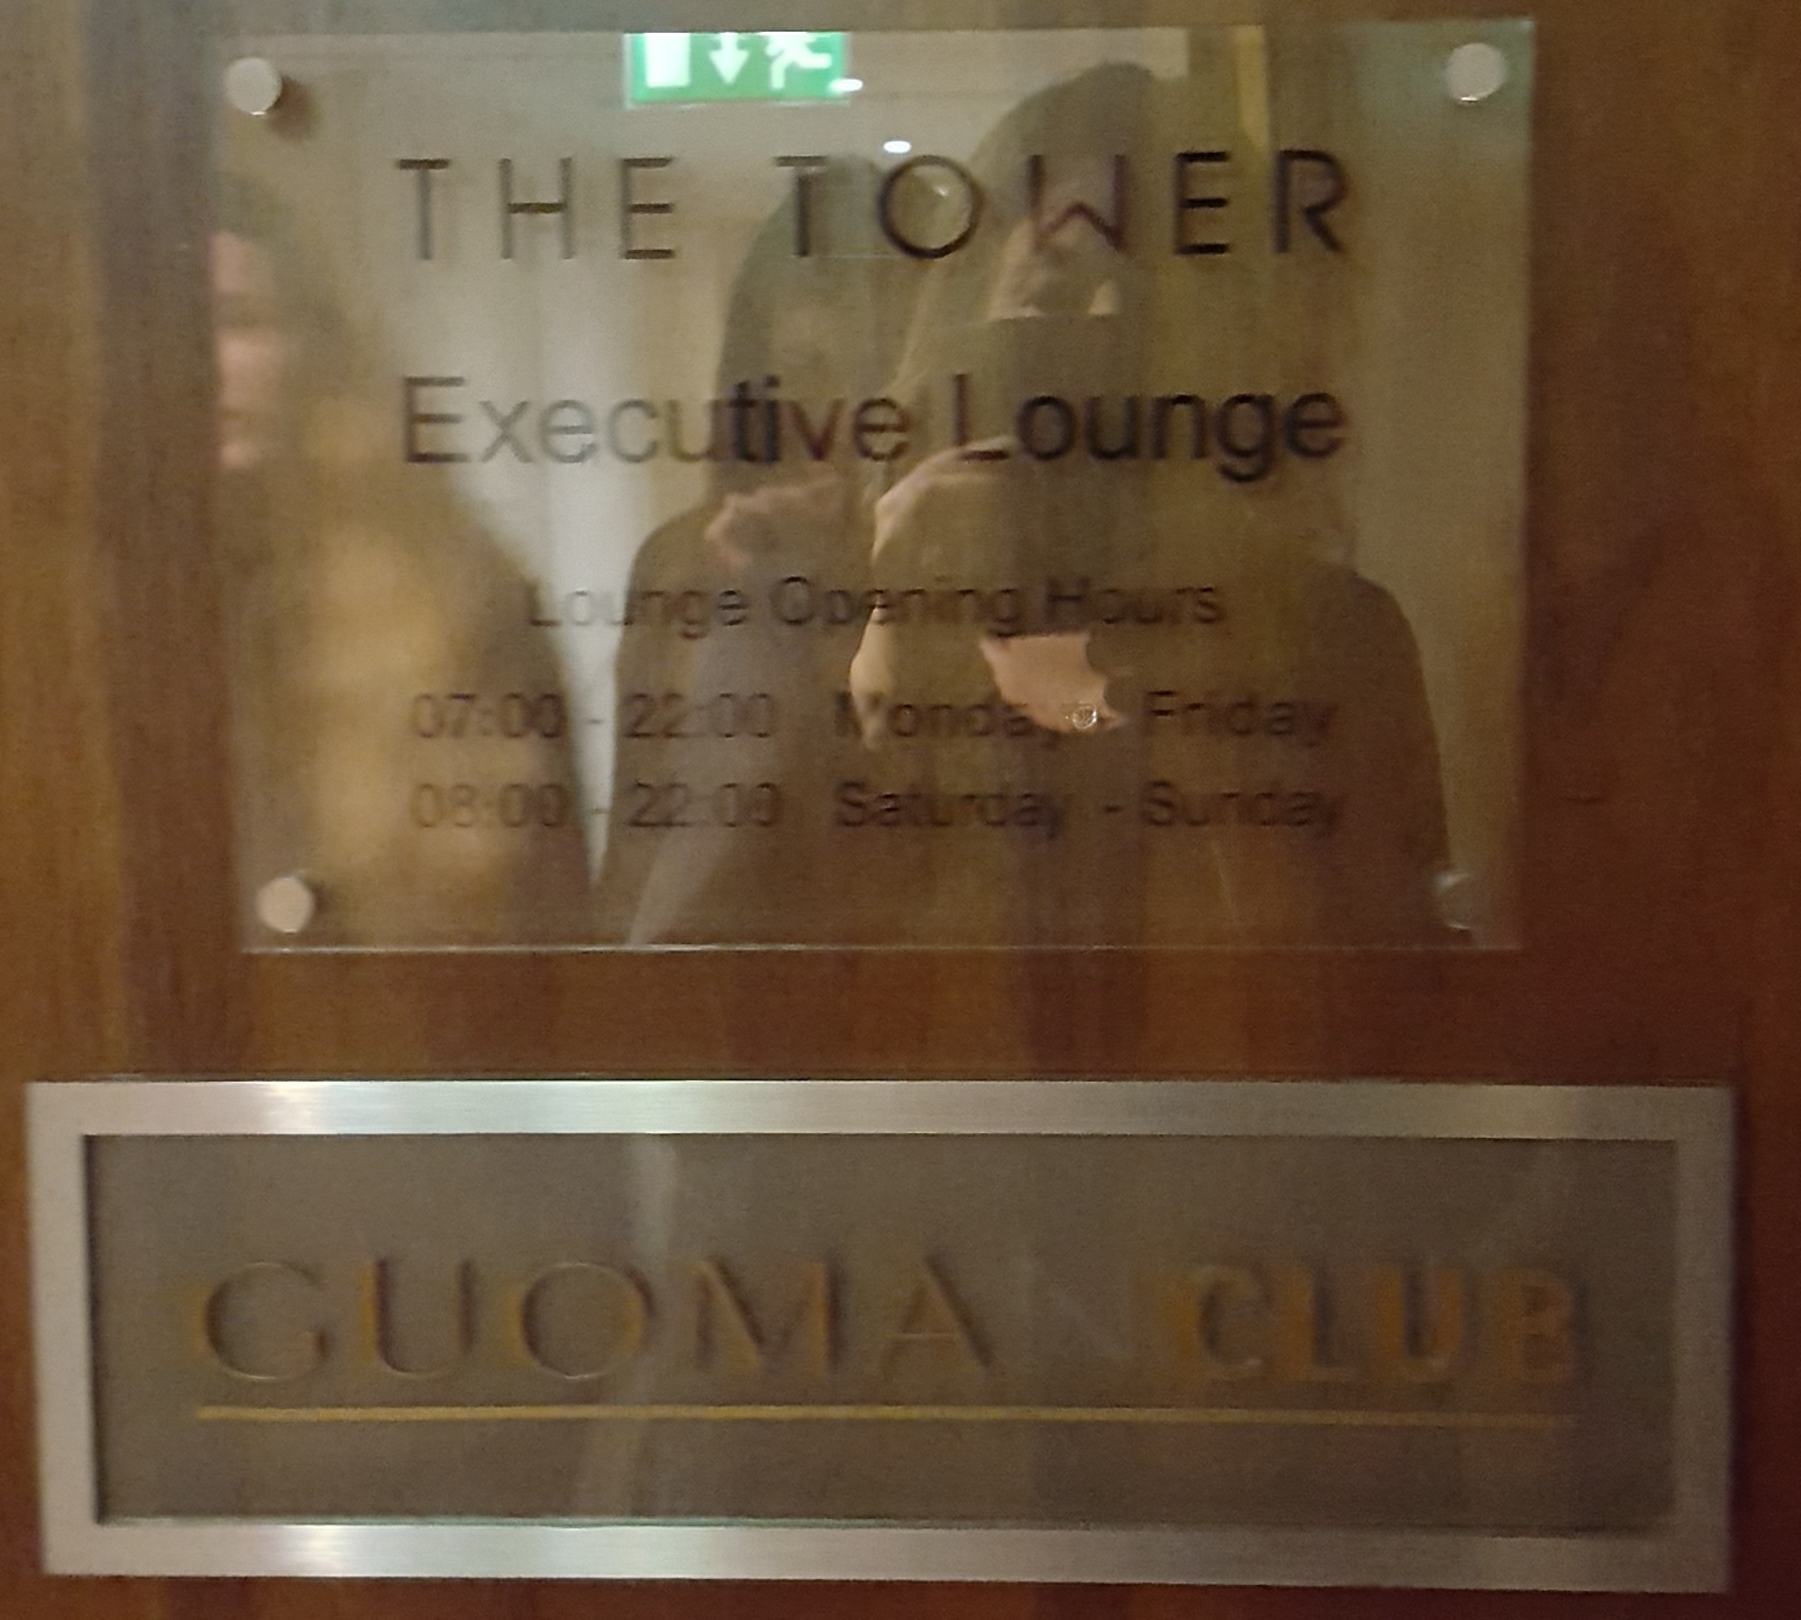 THE TOWER
Executive Lounge
Lounge Opening Hours
07:00 - 22:00 Monday - Friday
08:00 - 22:00 Saturday - Sunday
GUOMAN CLUB